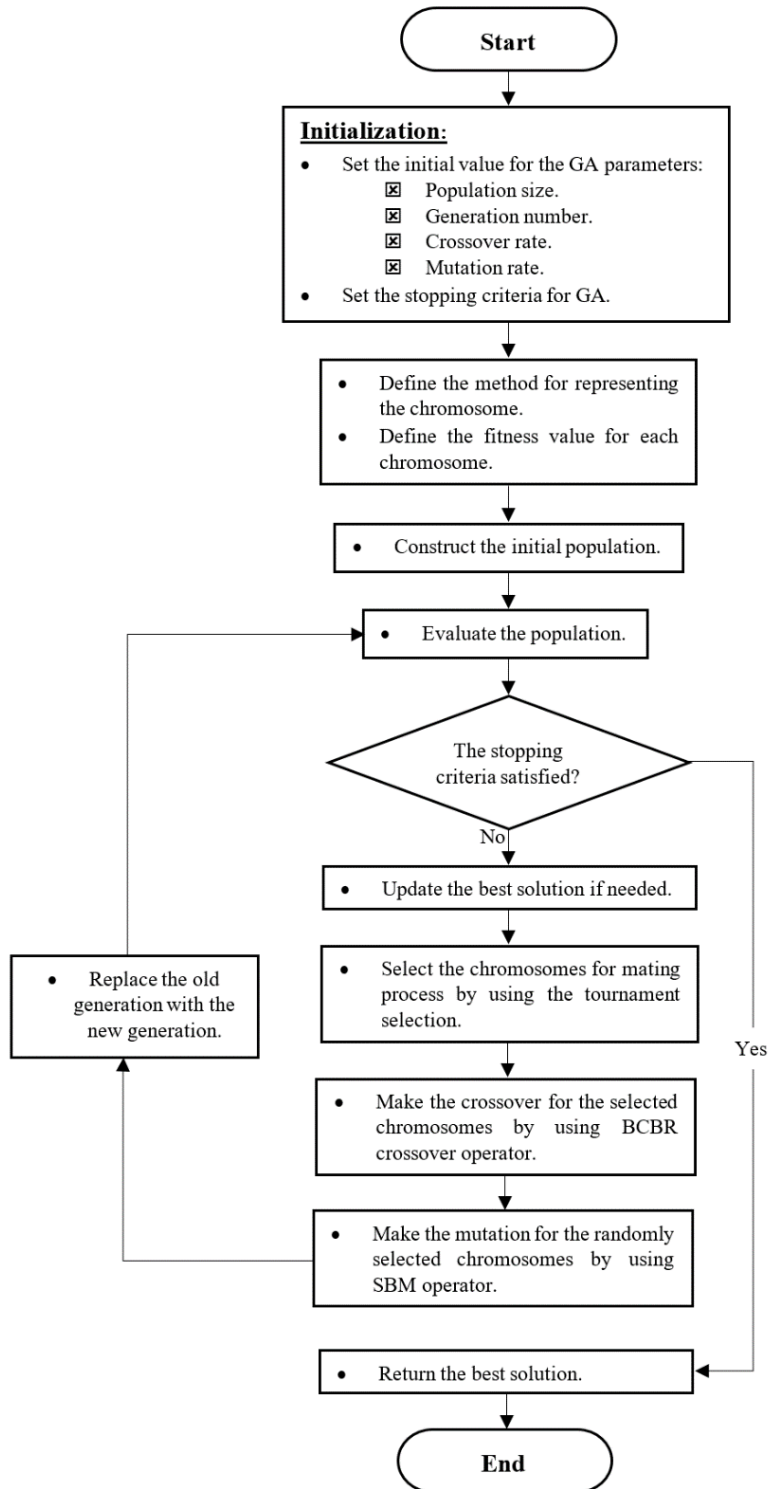 Start
Initialization:
• Set the initial value for the GA parameters:
☒ Population size.
☒ Generation number.
☒ Crossover rate.
☒ Mutation rate.
• Set the stopping criteria for GA.
• Define the method for representing
the chromosome.
• Define the fitness value for each
chromosome.
• Construct the initial population.
• Evaluate the population.
The stopping
criteria satisfied?
No
• Update the best solution if needed.
• Select the chromosomes for mating
process by using the tournament
selection.
• Replace the old
generation with the
new generation.
Yes
• Make the crossover for the selected
chromosomes by using BCBR
crossover operator.
• Make the mutation for the randomly
selected chromosomes by using
SBM operator.
• Return the best solution.
End